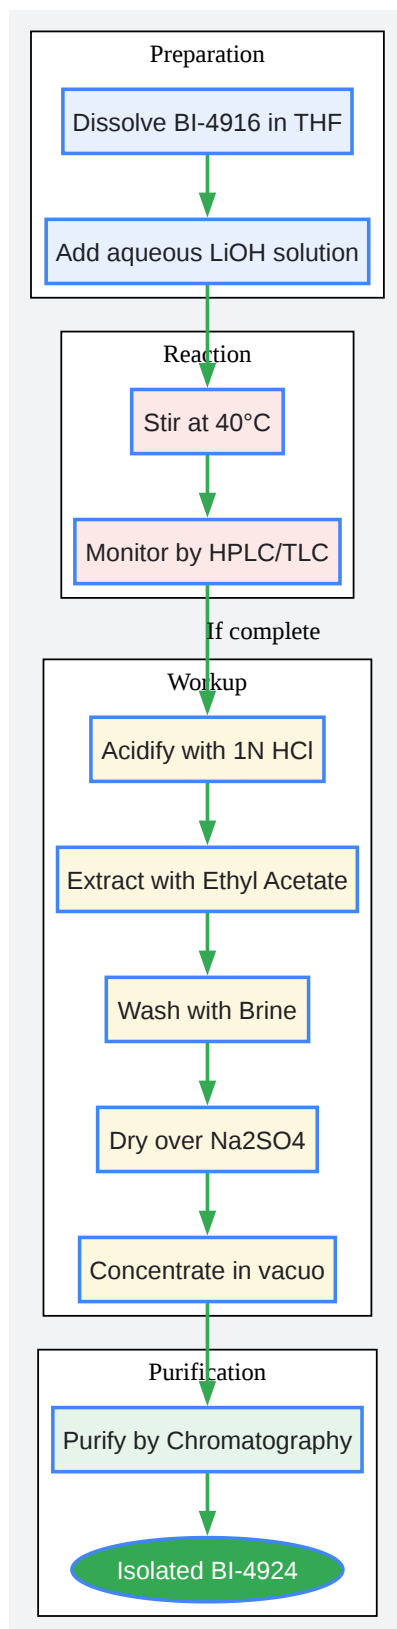 Preparation
Dissolve BI-4916 in THF
Add aqueous LiOH solution
Reaction
Stir at 40°C
Monitor by HPLC/TLC
If complete
Workup
Acidify with 1N HCl
Extract with Ethyl Acetate
Wash with Brine
Dry over Na2SO4
Concentrate in vacuo
Purification
Purify by Chromatography
Isolated BI-4924